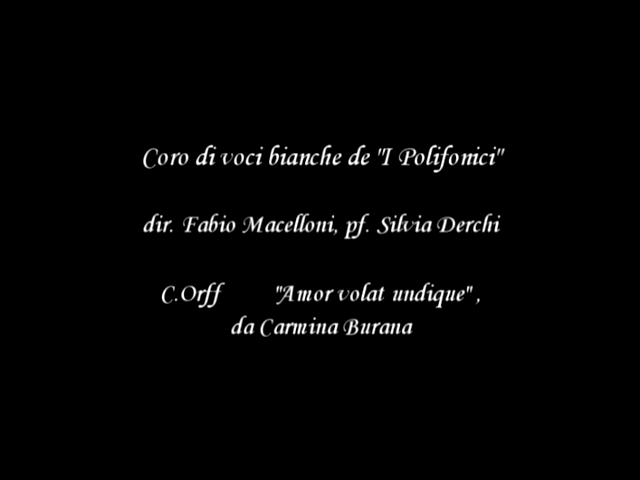 Coro di voci bianche de "I Polifonici"
dir. Fabio Macelloni, pf. Silvia Derchi
C.Orff "Amor volat undique" ,
da Carmina Burana